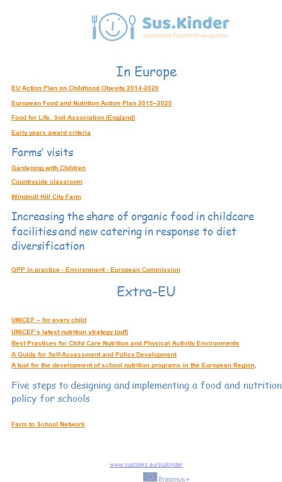 Sus.Kinder
Sustainable Food in Kindergartens
In Europe
EU Action Plan on Childhood Obesity 2014-2020
European Food and Nutrition Action Plan 2015–2020
Food for Life, Soil Association (England)
Early years award criteria
Farms' visits
Gardening with Children
Countryside classroom
Windmill Hill City Farm
Increasing the share of organic food in childcare
facilities and new catering in response to diet
diversification
GPP in practice - Environment - European Commission
Extra-EU
UNICEF – for every child
UNICEF's latest nutrition strategy (pdf)
Best Practices for Child Care Nutrition and Physical Activity Environments
A Guide for Self-Assessment and Policy Development
A tool for the development of school nutrition programs in the European Region.
Five steps to designing and implementing a food and nutrition
policy for schools
Farm to School Network
www.suscooks.eu/suskinder
Erasmus+